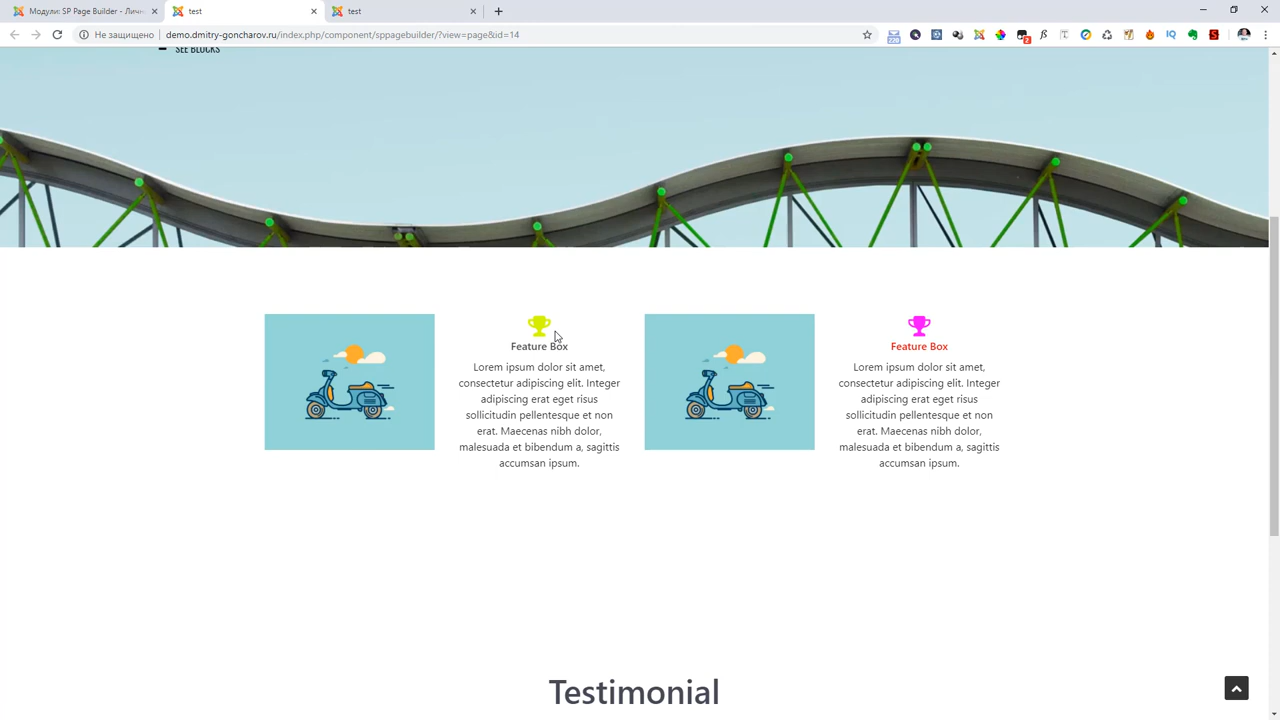 Модули: SP Page Builder - Личн
test
test
Не защищено
demo.dmitry-goncharov.ru/index.php/component/sppagebuilder/?view=page&id=14
SEE BLOCKS
Feature Box
Lorem ipsum dolor sit amet,
consectetur adipiscing elit. Integer
adipiscing erat eget risus
sollicitudin pellentesque et non
erat. Maecenas nibh dolor,
malesuada et bibendum a, sagittis
accumsan ipsum.
Feature Box
Lorem ipsum dolor sit amet,
consectetur adipiscing elit. Integer
adipiscing erat eget risus
sollicitudin pellentesque et non
erat. Maecenas nibh dolor,
malesuada et bibendum a, sagittis
accumsan ipsum.
Testimonial